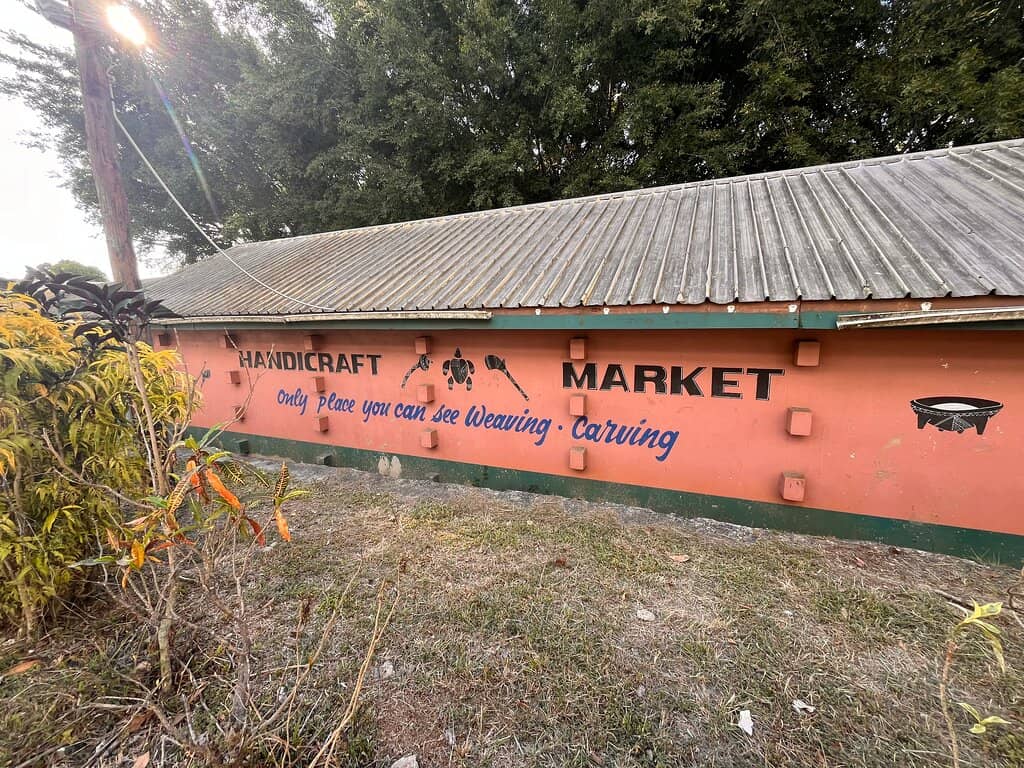 HANDICRAFT MARKET
Only place you can see Weaving · Carving